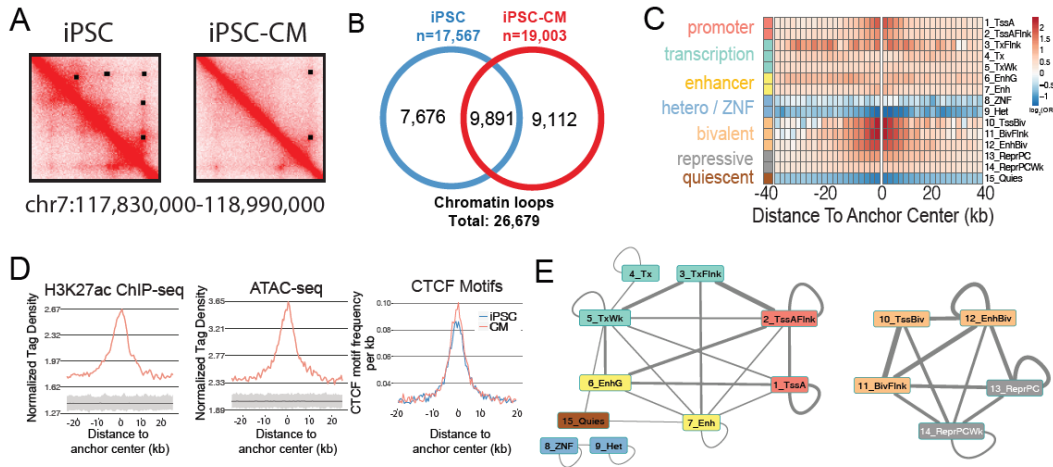 A
iPSC
iPSC-CM
chr7:117,830,000-118,990,000
B
iPSC
n=17,567
iPSC-CM
n=19,003
7,676
9,891
9,112
Chromatin loops
Total: 26,679
C
promoter
transcription
enhancer
hetero / ZNF
bivalent
repressive
quiescent
1_TssA
2_TssAFlnk
3_TxFlnk
4_Tx
5_TxWk
6_EnhG
7_Enh
8_ZNF
9_Het
10_TssBiv
11_BivFlnk
12_EnhBiv
13_ReprPC
14_ReprPCWk
15_Quies
2
1.5
1
0.5
0
-0.5
-1
-1.5
-40 -20 0 20 40
Distance To Anchor Center (kb)
D
H3K27ac ChIP-seq
Normalized Tag Density
2.67
2.32
1.97
1.62
1.27
-20 -10 0 10 20
Distance to
anchor center (kb)
ATAC-seq
Normalized Tag Density
3.65
3.21
2.77
2.33
1.89
-20 -10 0 10 20
Distance to
anchor center (kb)
CTCF Motifs
CTCF motif frequency
per kb
0.10
0.08
0.06
0.04
iPSC
CM
-20 -10 0 10 20
Distance to
anchor center (kb)
E
4_Tx
3_TxFlnk
5_TxWk
2_TssAFlnk
6_EnhG
1_TssA
15_Quies
7_Enh
8_ZNF
9_Het
10_TssBiv
12_EnhBiv
11_BivFlnk
13_ReprPC
14_ReprPCWk